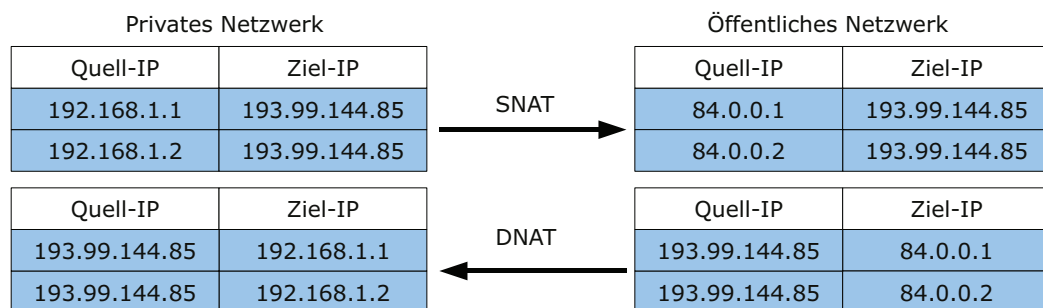 Privates Netzwerk Öffentliches Netzwerk
Quell-IP Ziel-IP Quell-IP Ziel-IP
192.168.1.1 193.99.144.85 SNAT 84.0.0.1 193.99.144.85
192.168.1.2 193.99.144.85 84.0.0.2 193.99.144.85
Quell-IP Ziel-IP Quell-IP Ziel-IP
193.99.144.85 192.168.1.1 DNAT 193.99.144.85 84.0.0.1
193.99.144.85 192.168.1.2 193.99.144.85 84.0.0.2